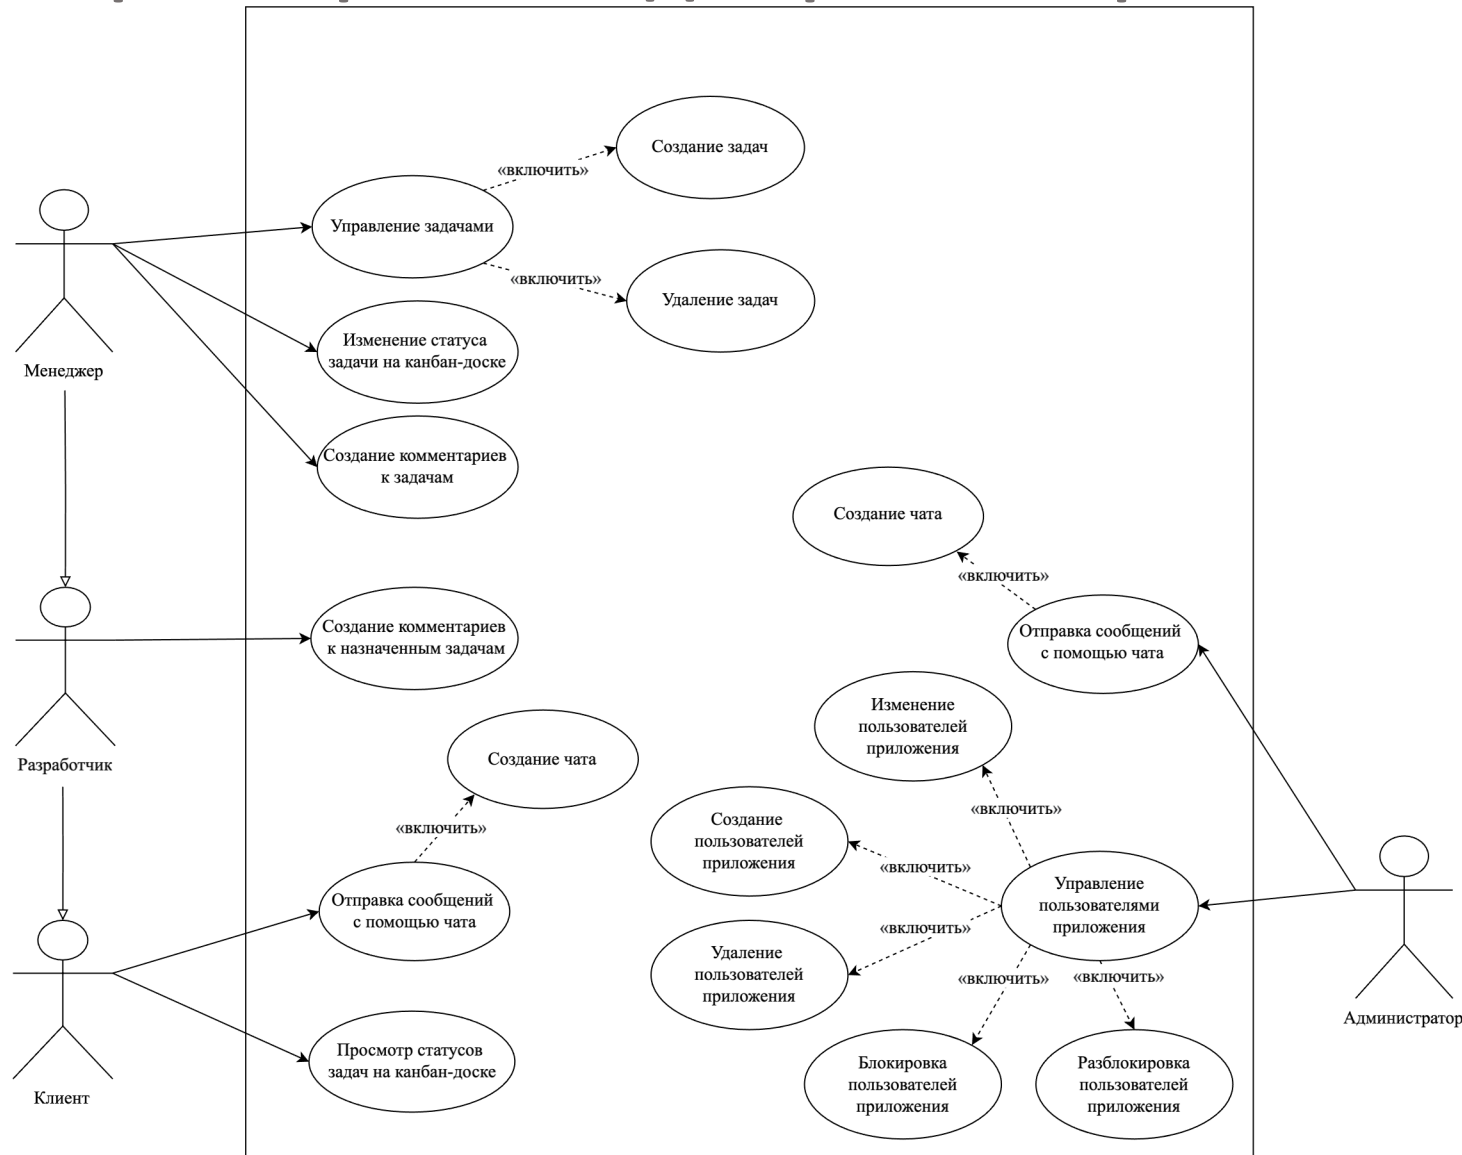 Создание задач
«включить»
Управление задачами
«включить»
Удаление задач
Изменение статуса
задачи на канбан-доске
Менеджер
Создание комментариев
к задачам
Создание чата
«включить»
Создание комментариев
к назначенным задачам
Отправка сообщений
с помощью чата
Изменение
пользователей
приложения
Разработчик
Создание чата
«включить»
«включить»
Создание
пользователей
приложения
«включить»
Управление
пользователями
приложения
Отправка сообщений
с помощью чата
«включить»
Удаление
пользователей
приложения
«включить»
«включить»
Администратор
Просмотр статусов
задач на канбан-доске
Клиент
Блокировка
пользователей
приложения
Разблокировка
пользователей
приложения